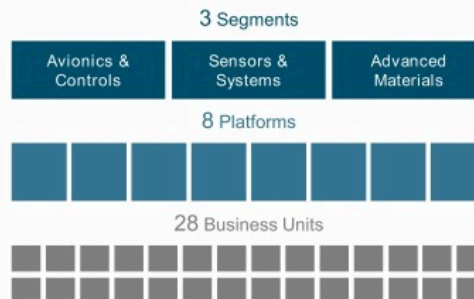 3 Segments
Avionics &
Controls
Sensors &
Systems
Advanced
Materials
8 Platforms
28 Business Units